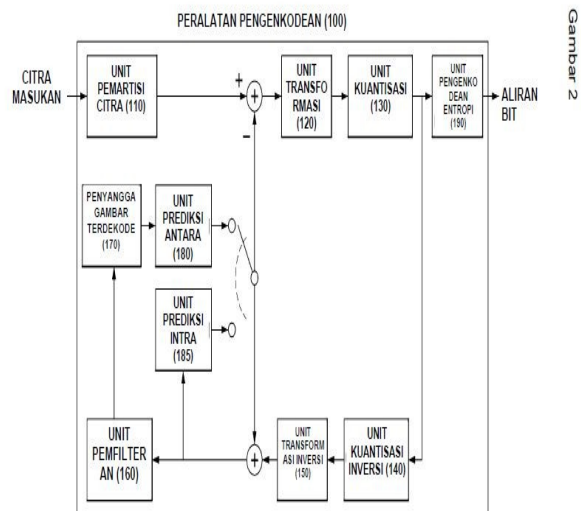 Gambar 2
PERALATAN PENGENKODEAN (100)
CITRA
MASUKAN
UNIT
PEMARTISI
CITRA (110)
+
+
−
UNIT
TRANSFO
RMASI
(120)
UNIT
KUANTISASI
(130)
UNIT
PENGENKO
DEAN
ENTROPI
(190)
ALIRAN
BIT
PENYANGGA
GAMBAR
TERDEKODE
(170)
UNIT
PREDIKSI
ANTARA
(180)
UNIT
PREDIKSI
INTRA
(185)
UNIT
PEMFILTER
AN (160)
+
UNIT
TRANSFORM
ASI INVERSI
(150)
UNIT
KUANTISASI
INVERSI (140)